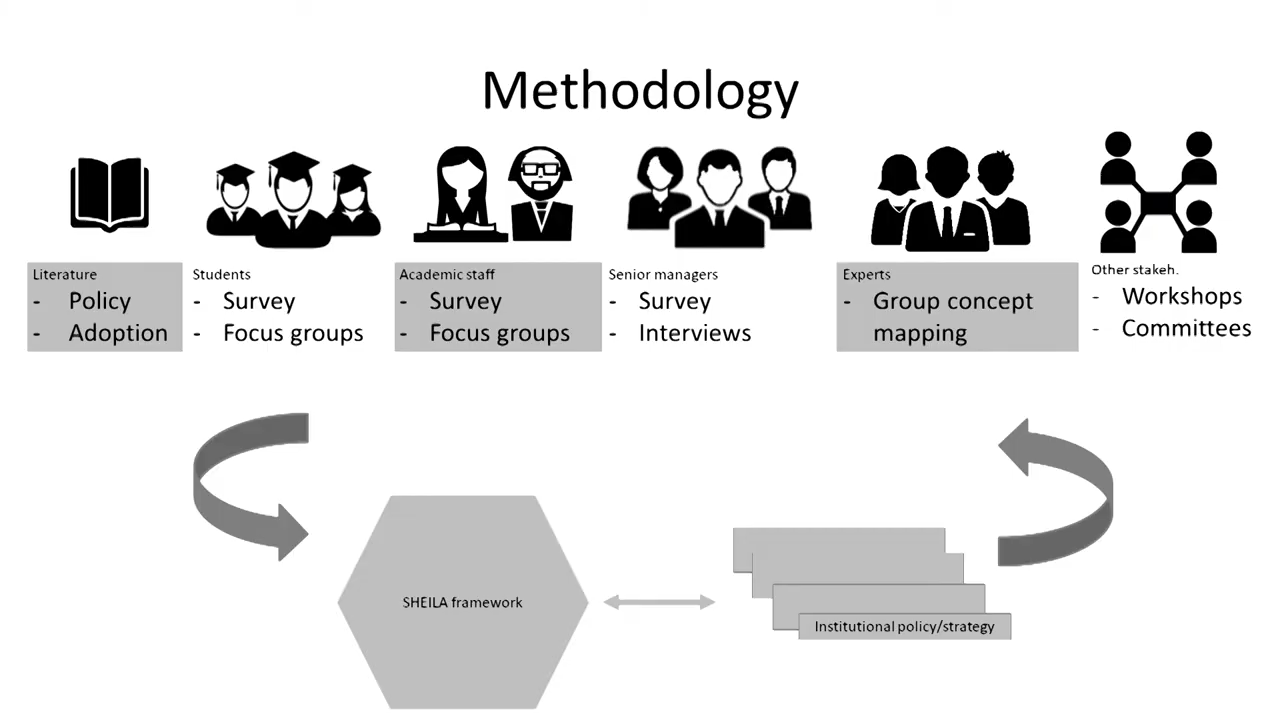 Methodology
Literature
- Policy
- Adoption
Students
- Survey
- Focus groups
Academic staff
- Survey
- Focus groups
Senior managers
- Survey
- Interviews
Experts
- Group concept
mapping
Other stakeh.
- Workshops
- Committees
SHEILA framework
Institutional policy/strategy